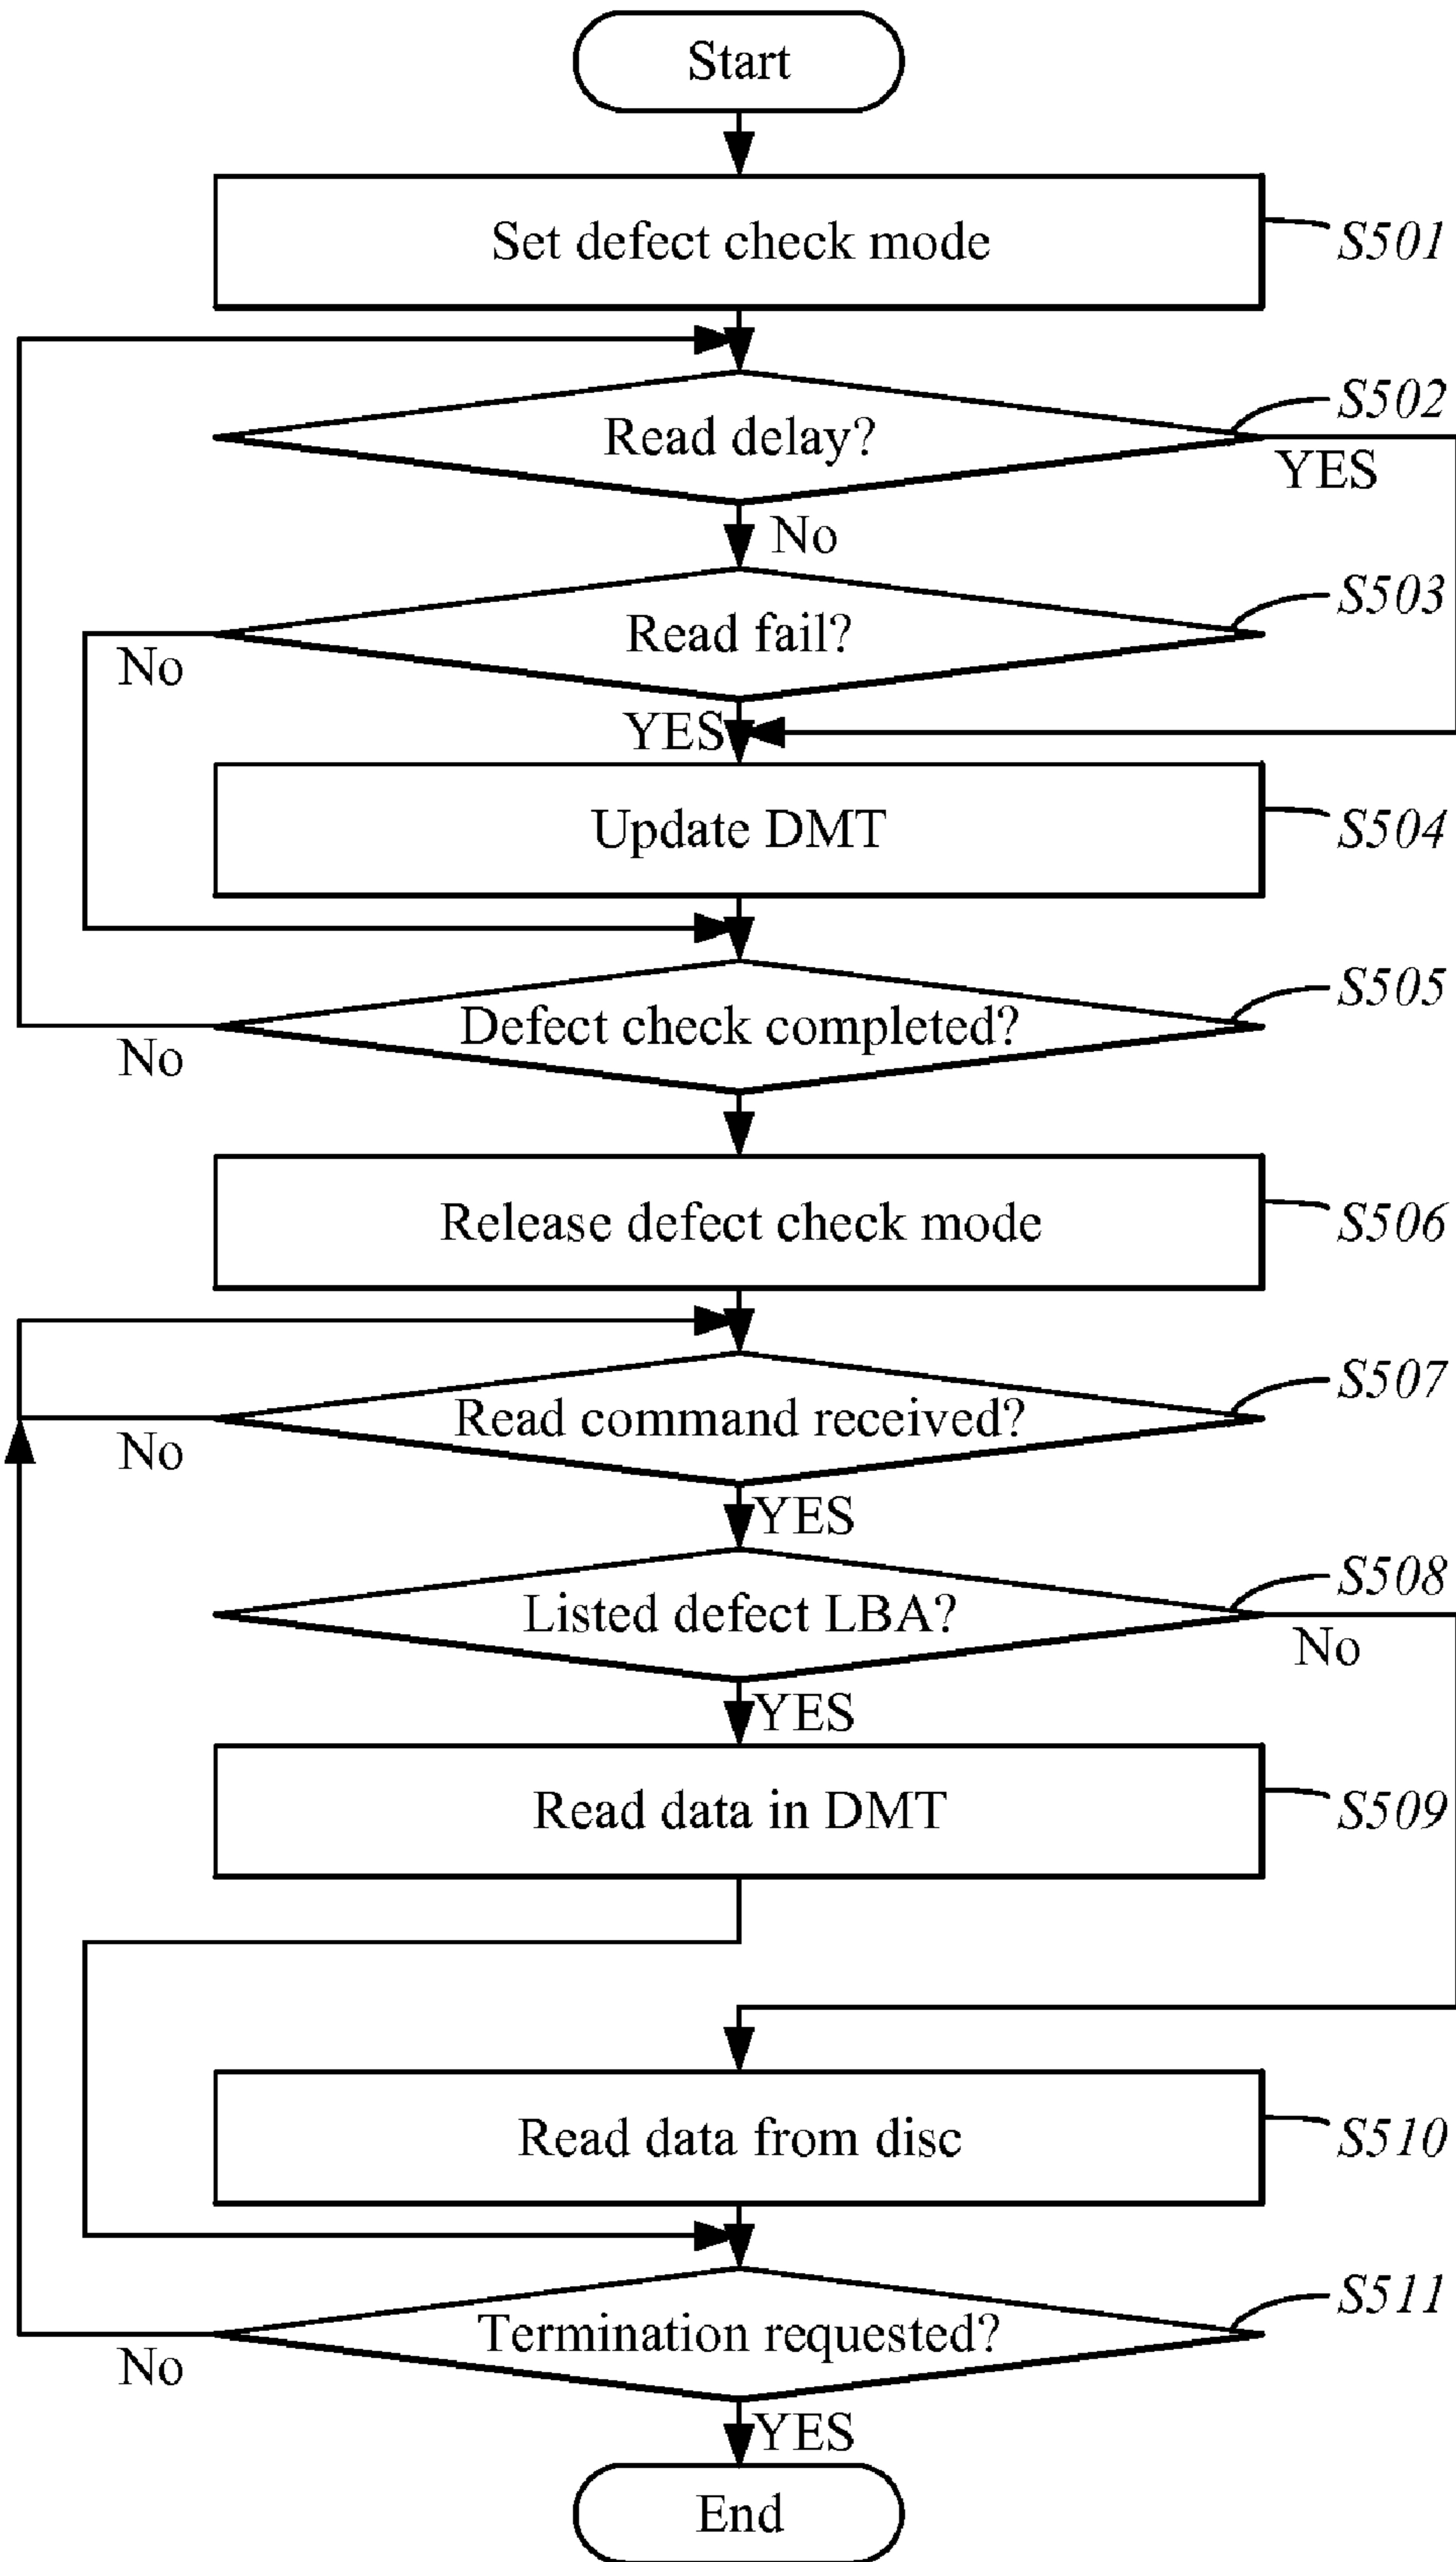 Start
Set defect check mode
S501
Read delay?
S502
YES
No
Read fail?
S503
No
YES
Update DMT
S504
Defect check completed?
S505
No
Release defect check mode
S506
Read command received?
S507
No
YES
Listed defect LBA?
S508
No
YES
Read data in DMT
S509
Read data from disc
S510
Termination requested?
S511
No
YES
End